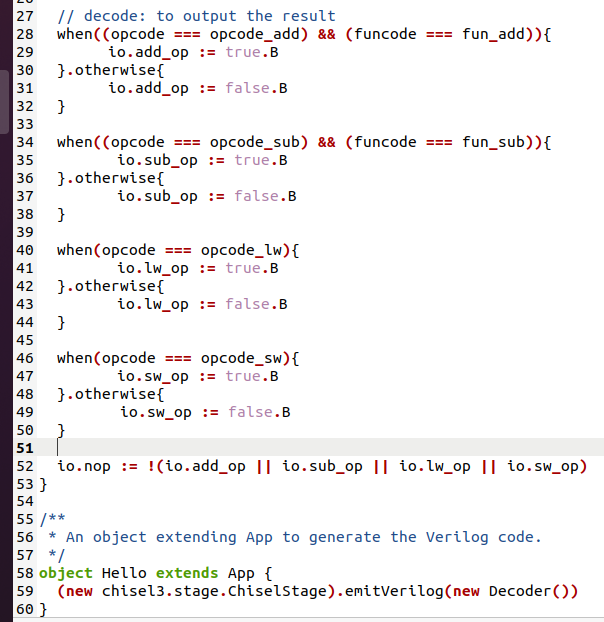 27 // decode: to output the result
28 when((opcode === opcode_add) && (funcode === fun_add)){
29 io.add_op := true.B
30 }.otherwise{
31 io.add_op := false.B
32 }
33
34 when((opcode === opcode_sub) && (funcode === fun_sub)){
35 io.sub_op := true.B
36 }.otherwise{
37 io.sub_op := false.B
38 }
39
40 when(opcode === opcode_lw){
41 io.lw_op := true.B
42 }.otherwise{
43 io.lw_op := false.B
44 }
45
46 when(opcode === opcode_sw){
47 io.sw_op := true.B
48 }.otherwise{
49 io.sw_op := false.B
50 }
51
52 io.nop := !(io.add_op || io.sub_op || io.lw_op || io.sw_op)
53 }
54
55 /**
56 * An object extending App to generate the Verilog code.
57 */
58 object Hello extends App {
59 (new chisel3.stage.ChiselStage).emitVerilog(new Decoder())
60 }